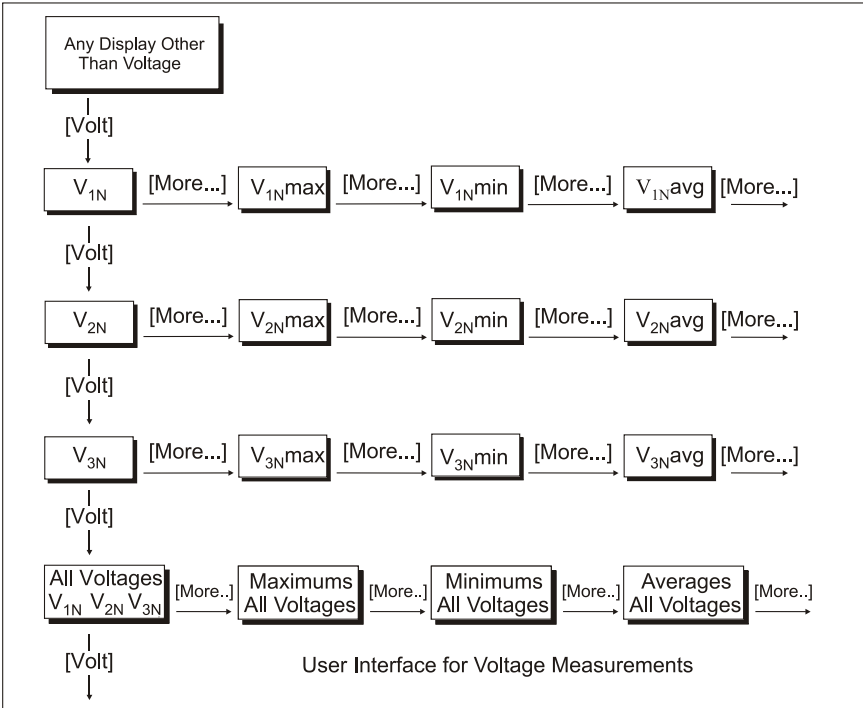 Any Display Other
Than Voltage
[Volt]
V1N [More...] V1Nmax [More...] V1Nmin [More...] V1Navg [More...]
[Volt]
V2N [More...] V2Nmax [More...] V2Nmin [More...] V2Navg [More...]
[Volt]
V3N [More...] V3Nmax [More...] V3Nmin [More...] V3Navg [More...]
[Volt]
All Voltages
V1N V2N V3N
[More..]
Maximums
All Voltages
[More..]
Minimums
All Voltages
[More..]
Averages
All Voltages
[More..]
[Volt]
User Interface for Voltage Measurements